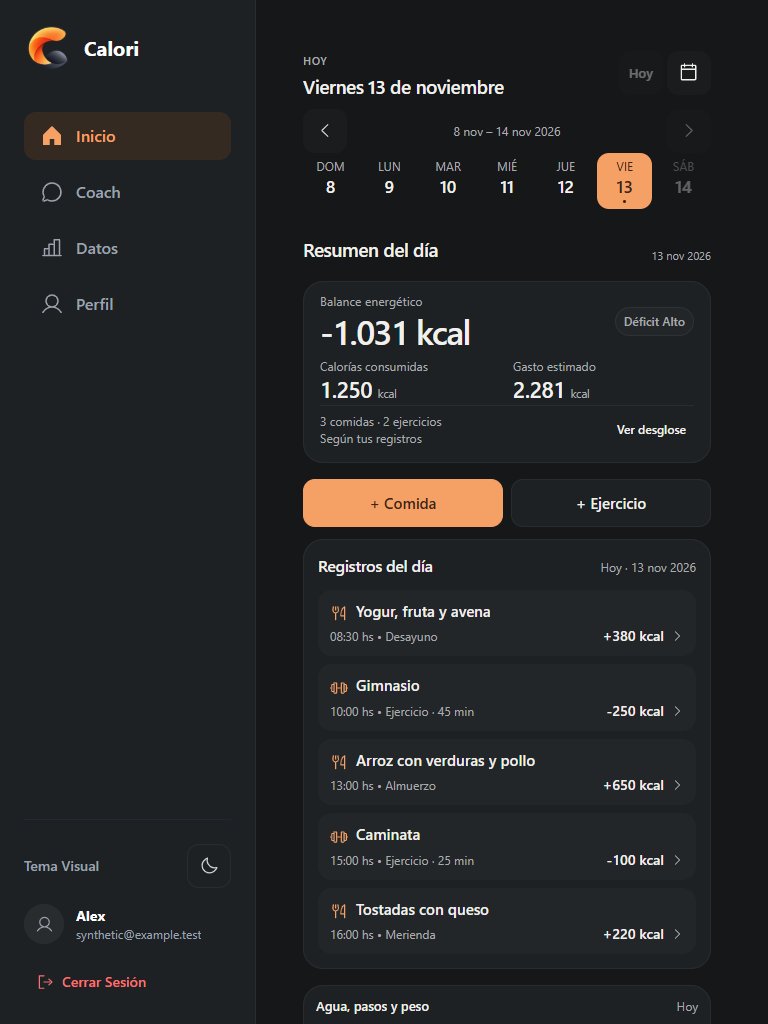 Calori
Inicio
Coach
Datos
Perfil
Tema Visual
Alex
synthetic@example.test
Cerrar Sesión
HOY
Viernes 13 de noviembre
Hoy
8 nov – 14 nov 2026
DOM LUN MAR MIÉ JUE VIE SÁB
8 9 10 11 12 13 14
Resumen del día
13 nov 2026
Balance energético
-1.031 kcal
Déficit Alto
Calorías consumidas
1.250 kcal
Gasto estimado
2.281 kcal
3 comidas · 2 ejercicios
Según tus registros
Ver desglose
+ Comida
+ Ejercicio
Registros del día
Hoy · 13 nov 2026
Yogur, fruta y avena
08:30 hs • Desayuno
+380 kcal
Gimnasio
10:00 hs • Ejercicio · 45 min
-250 kcal
Arroz con verduras y pollo
13:00 hs • Almuerzo
+650 kcal
Caminata
15:00 hs • Ejercicio · 25 min
-100 kcal
Tostadas con queso
16:00 hs • Merienda
+220 kcal
Agua, pasos y peso
Hoy